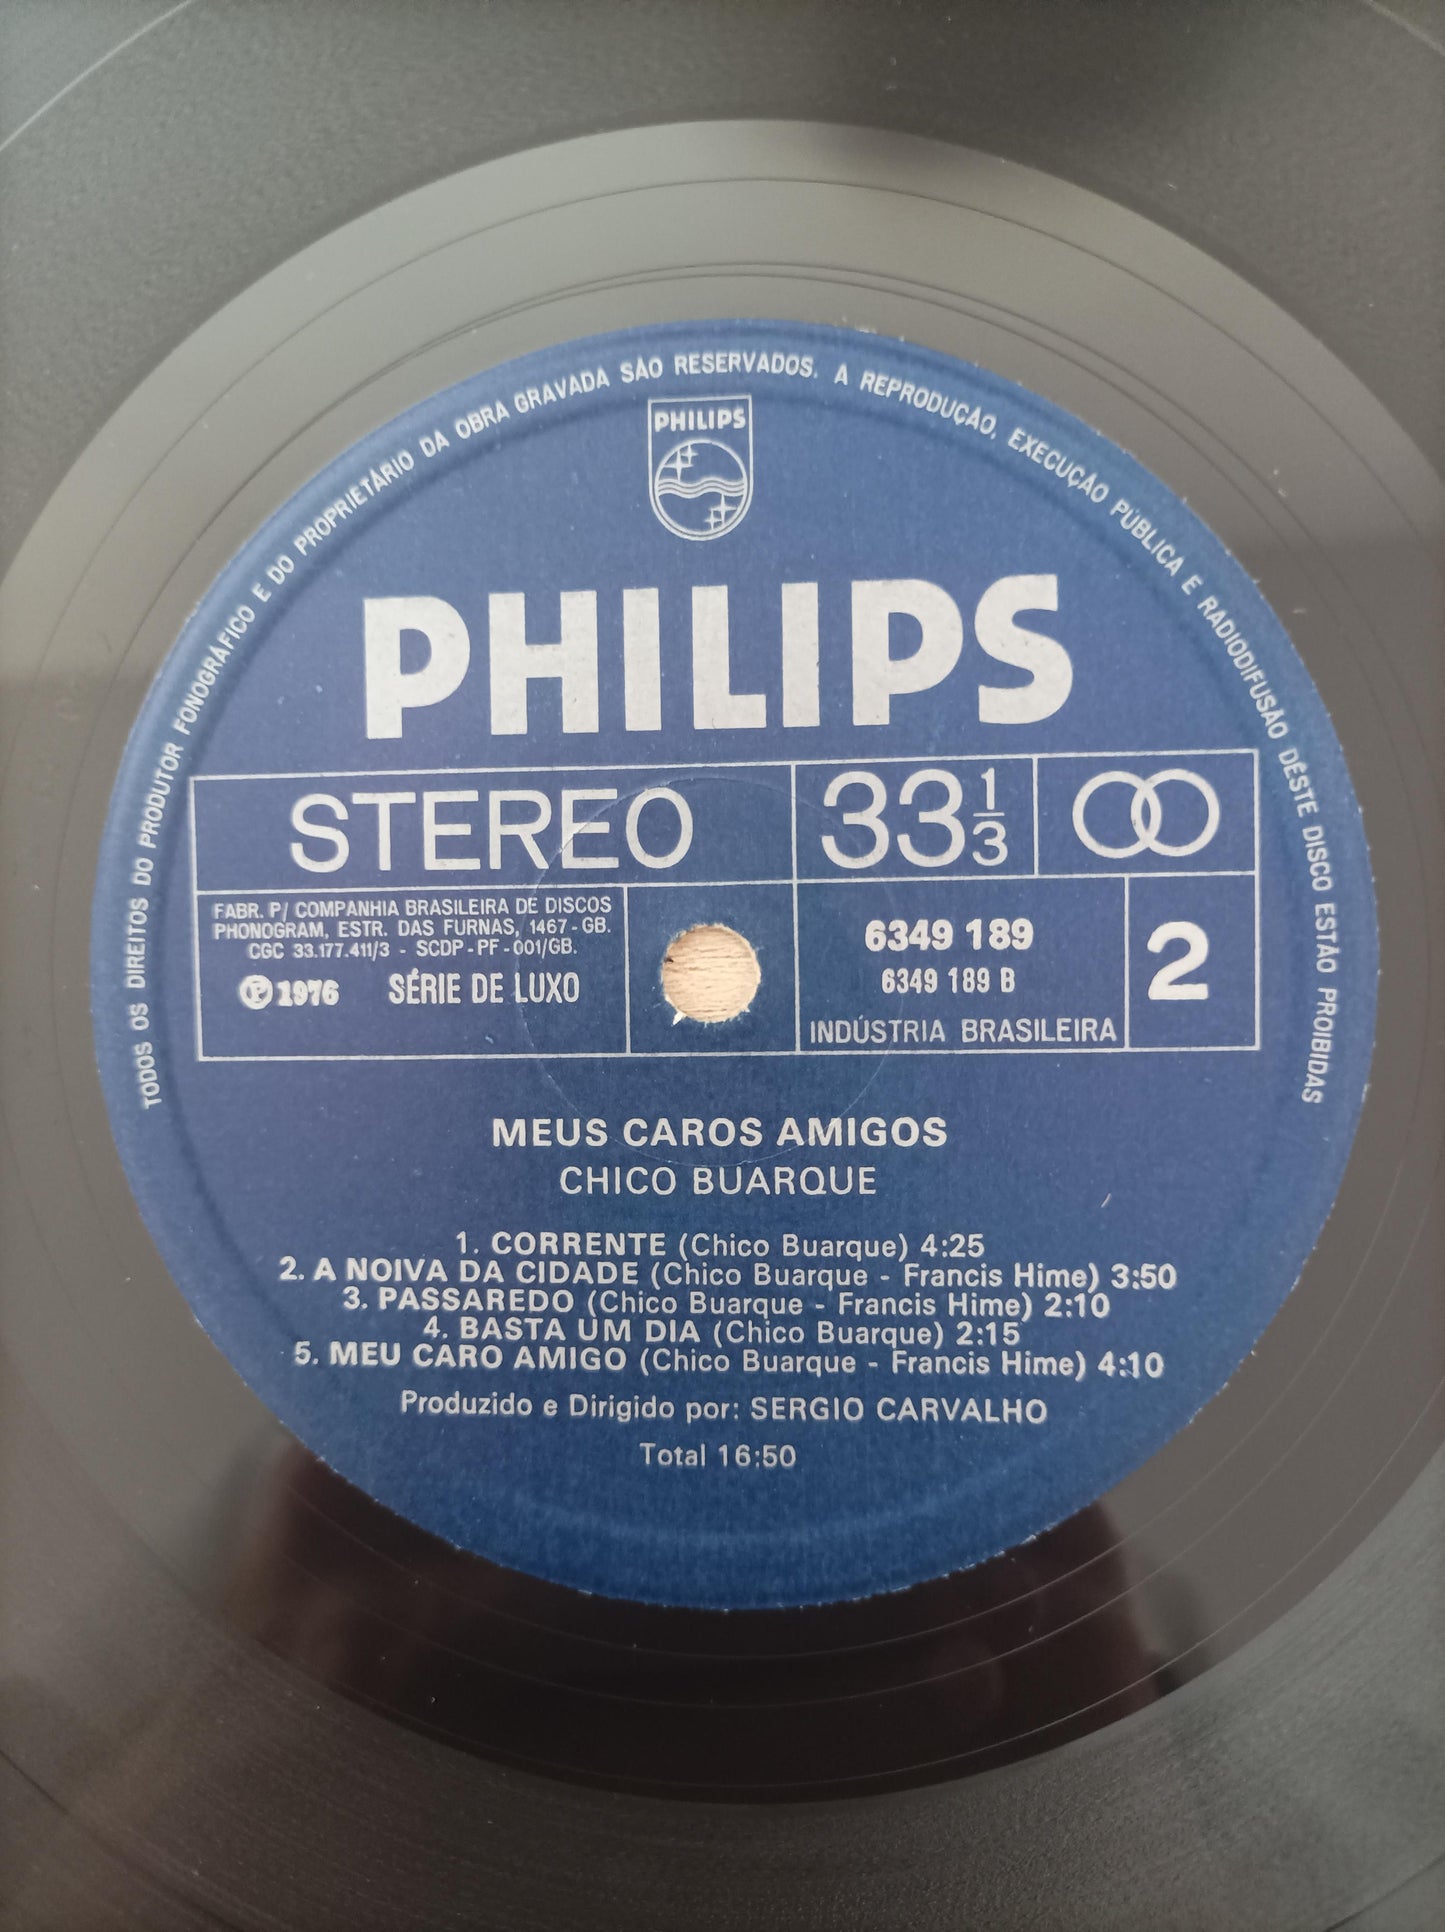 TODOS OS DIREITOS DO PRODUTOR FONOGRÁFICO E DO PROPRIETÁRIO DA OBRA GRAVADA SÃO RESERVADOS. A REPRODUÇÃO, EXECUÇÃO PÚBLICA E RADIODIFUSÃO DÊSTE DISCO ESTÃO PROIBIDAS
PHILIPS
PHILIPS
STEREO
33 1/3
FABR. P/ COMPANHIA BRASILEIRA DE DISCOS
PHONOGRAM, ESTR. DAS FURNAS, 1467 - GB.
CGC 33.177.411/3 - SCDP - PF - 001/GB.
Ⓟ 1976 SÉRIE DE LUXO
6349 189
6349 189 B
INDÚSTRIA BRASILEIRA
2
MEUS CAROS AMIGOS
CHICO BUARQUE
1. CORRENTE (Chico Buarque) 4:25
2. A NOIVA DA CIDADE (Chico Buarque - Francis Hime) 3:50
3. PASSAREDO (Chico Buarque - Francis Hime) 2:10
4. BASTA UM DIA (Chico Buarque) 2:15
5. MEU CARO AMIGO (Chico Buarque - Francis Hime) 4:10
Produzido e Dirigido por: SERGIO CARVALHO
Total 16:50